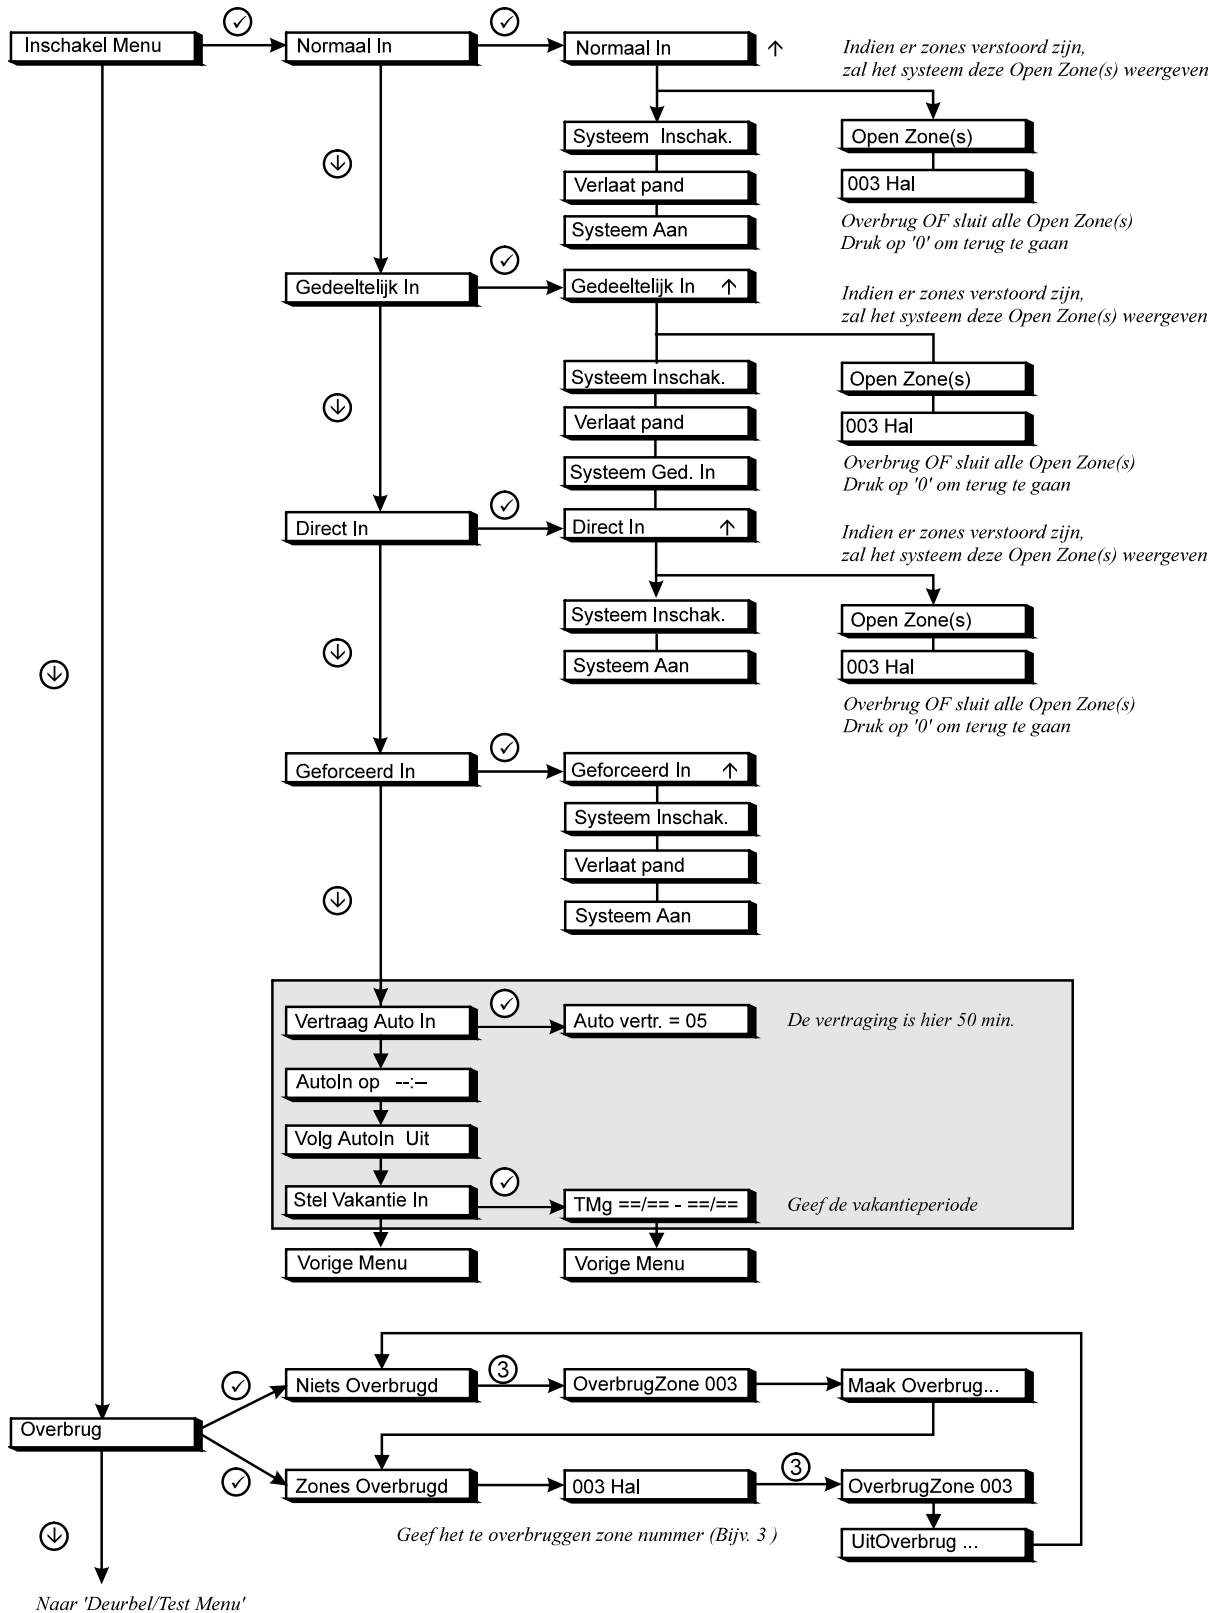 Inschakel Menu
Normaal In
Normaal In ↑
Indien er zones verstoord zijn,
zal het systeem deze Open Zone(s) weergeven
Systeem Inschak.
Open Zone(s)
Verlaat pand
003 Hal
Systeem Aan
Overbrug OF sluit alle Open Zone(s)
Druk op '0' om terug te gaan
Gedeeltelijk In
Gedeeltelijk In ↑
Indien er zones verstoord zijn,
zal het systeem deze Open Zone(s) weergeven
Systeem Inschak.
Open Zone(s)
Verlaat pand
003 Hal
Systeem Ged. In
Overbrug OF sluit alle Open Zone(s)
Druk op '0' om terug te gaan
Direct In
Direct In ↑
Indien er zones verstoord zijn,
zal het systeem deze Open Zone(s) weergeven
Systeem Inschak.
Open Zone(s)
Systeem Aan
003 Hal
Overbrug OF sluit alle Open Zone(s)
Druk op '0' om terug te gaan
Geforceerd In
Geforceerd In ↑
Systeem Inschak.
Verlaat pand
Systeem Aan
Vertraag Auto In
Auto vertr. = 05
De vertraging is hier 50 min.
AutoIn op --:–
Volg AutoIn Uit
Stel Vakantie In
TMg ==/== - ==/==
Geef de vakantieperiode
Vorige Menu
Vorige Menu
Niets Overbrugd
3
OverbrugZone 003
Maak Overbrug...
Overbrug
Zones Overbrugd
003 Hal
3
OverbrugZone 003
Geef het te overbruggen zone nummer (Bijv. 3 )
UitOverbrug ...
Naar 'Deurbel/Test Menu'